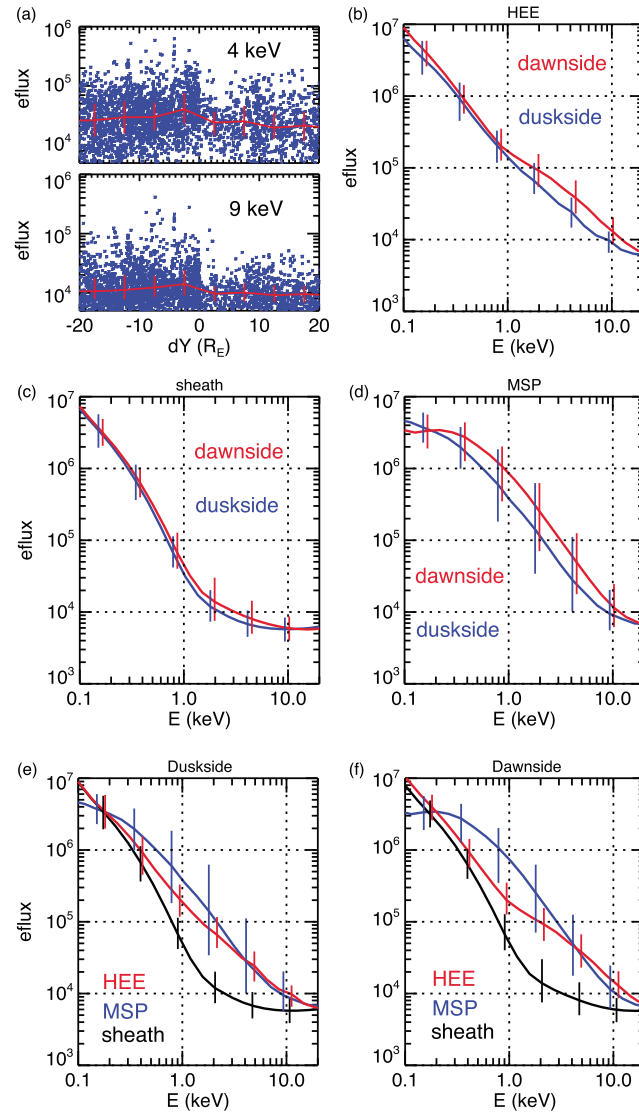 (a)
10^6
4 keV
eflux
10^5
10^4
10^6
9 keV
eflux
10^5
10^4
-20 -10 0 10 20
dY (R_E)
(b) HEE
10^7
dawnside
10^6
duskside
eflux
10^5
10^4
10^3
0.1 1.0 10.0
E (keV)
(c) sheath
10^7
dawnside
10^6
duskside
eflux
10^5
10^4
10^3
0.1 1.0 10.0
E (keV)
(d) MSP
10^7
10^6
eflux
10^5
dawnside
10^4
duskside
10^3
0.1 1.0 10.0
E (keV)
(e) Duskside
10^7
10^6
eflux
10^5
HEE
10^4
MSP
sheath
10^3
0.1 1.0 10.0
E (keV)
(f) Dawnside
10^7
10^6
eflux
10^5
HEE
10^4
MSP
sheath
10^3
0.1 1.0 10.0
E (keV)